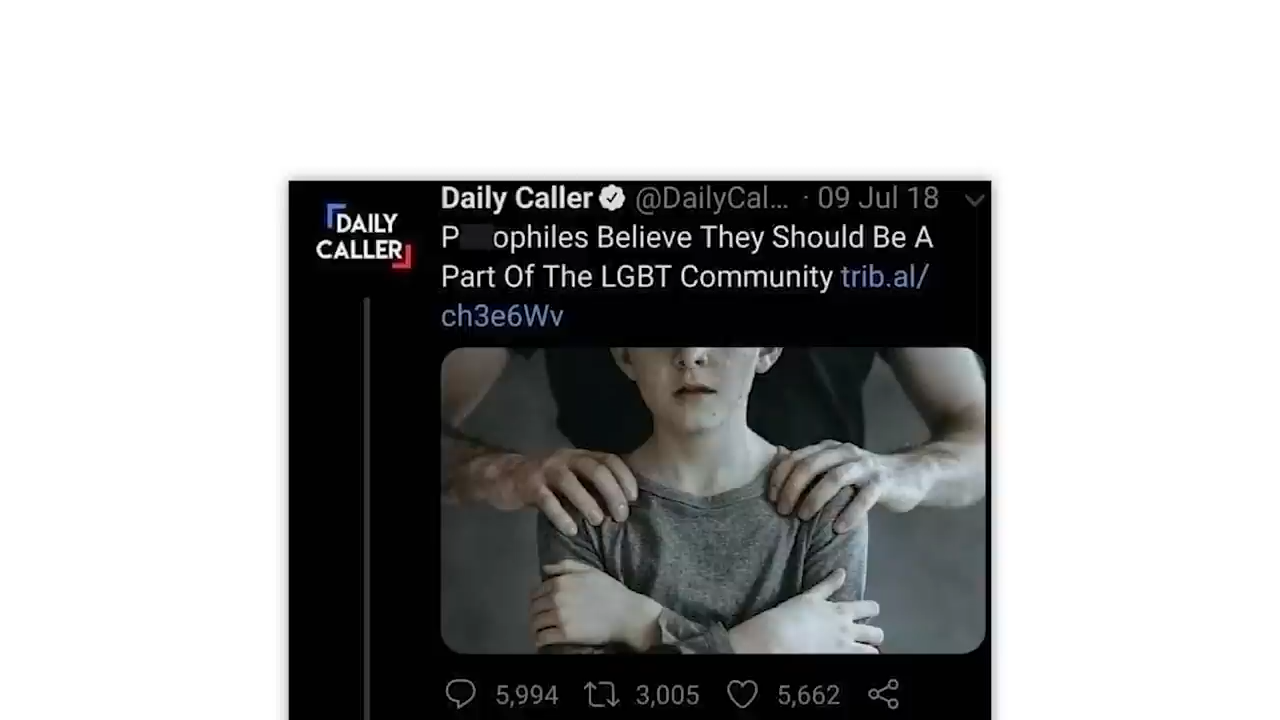 DAILY
CALLER
Daily Caller @DailyCal... · 09 Jul 18
P ophiles Believe They Should Be A
Part Of The LGBT Community trib.al/
ch3e6Wv
5,994 3,005 5,662